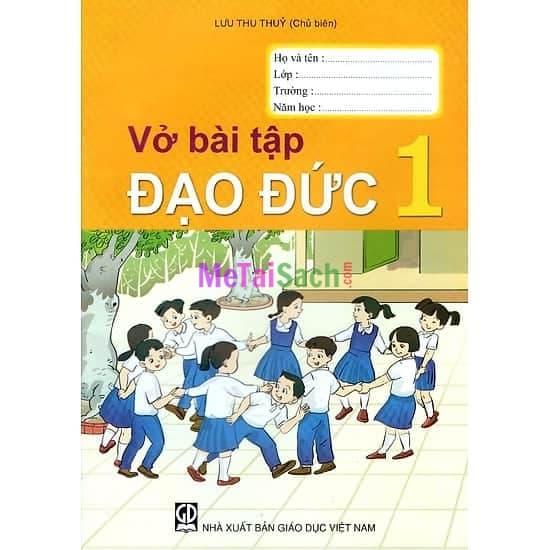 LƯU THU THUỶ (Chủ biên)
Họ và tên :
Lớp :
Trường :
Năm học :
Vở bài tập
ĐẠO ĐỨC 1
MeTaiSach.com
GD
NHÀ XUẤT BẢN GIÁO DỤC VIỆT NAM